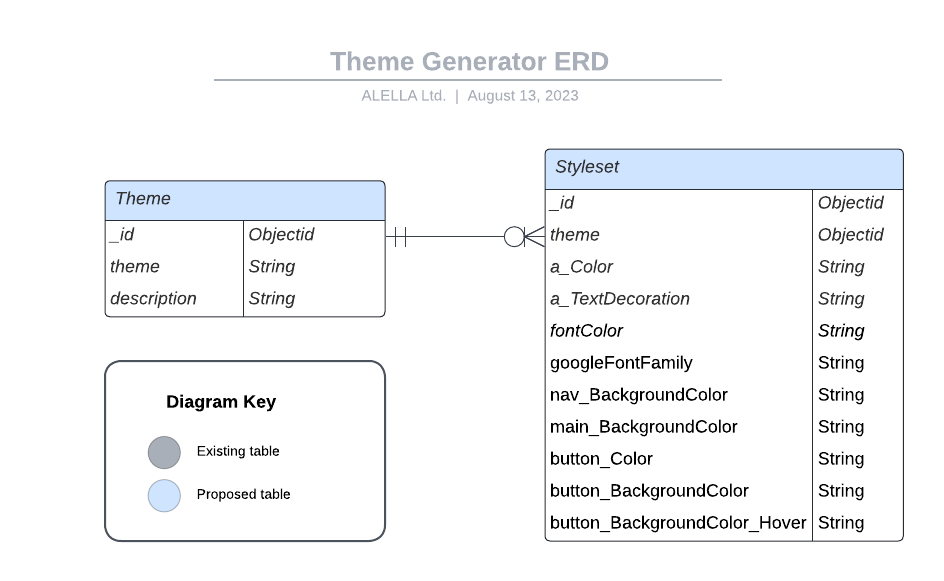 Theme Generator ERD
ALELLA Ltd. | August 13, 2023
Theme
_id Objectid
theme String
description String
Styleset
_id Objectid
theme Objectid
a_Color String
a_TextDecoration String
fontColor String
googleFontFamily String
nav_BackgroundColor String
main_BackgroundColor String
button_Color String
button_BackgroundColor String
button_BackgroundColor_Hover String
Diagram Key
Existing table
Proposed table